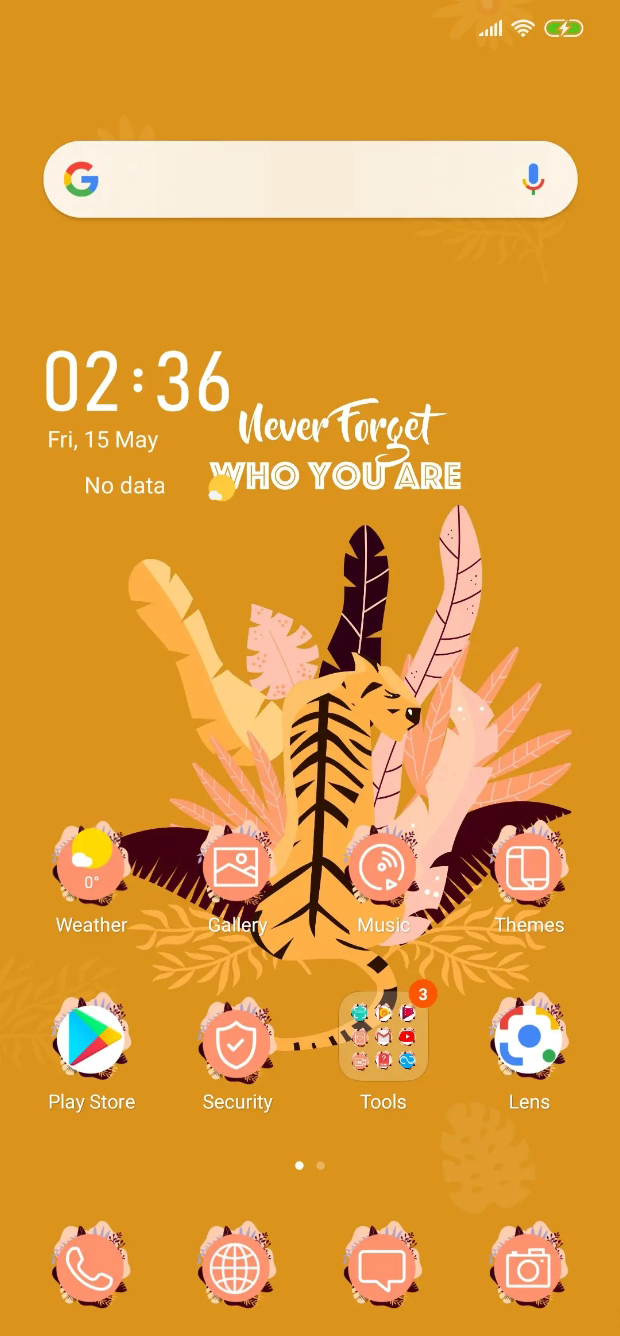 02:36
Never Forget
Fri, 15 May
WHO YOU ARE
No data
0°
Weather
Gallery
Music
Themes
3
Play Store
Security
Tools
Lens